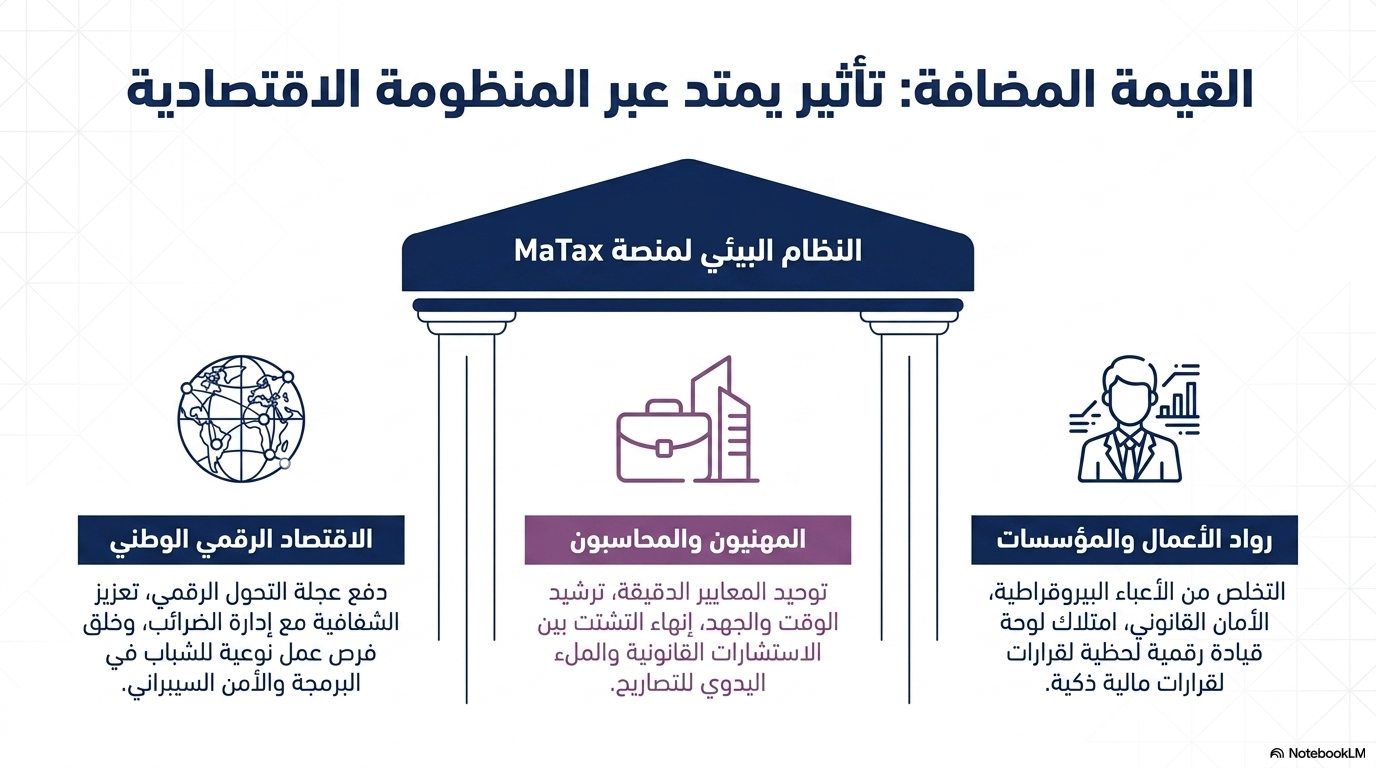 القيمة المضافة: تأثير يمتد عبر المنظومة الاقتصادية
النظام البيئي لمنصة MaTax
رواد الأعمال والمؤسسات
التخلص من الأعباء البيروقراطية،
الأمان القانوني، امتلاك لوحة
قيادة رقمية لحظية لقرارات
لقرارات مالية ذكية.
المهنيون والمحاسبون
توحيد المعايير الدقيقة، ترشيد
الوقت والجهد، إنهاء التشتت بين
الاستشارات القانونية والملء
اليدوي للتصاريح.
الاقتصاد الرقمي الوطني
دفع عجلة التحول الرقمي، تعزيز
الشفافية مع إدارة الضرائب، وخلق
فرص عمل نوعية للشباب في
البرمجة والأمن السيبراني.
NotebookLM